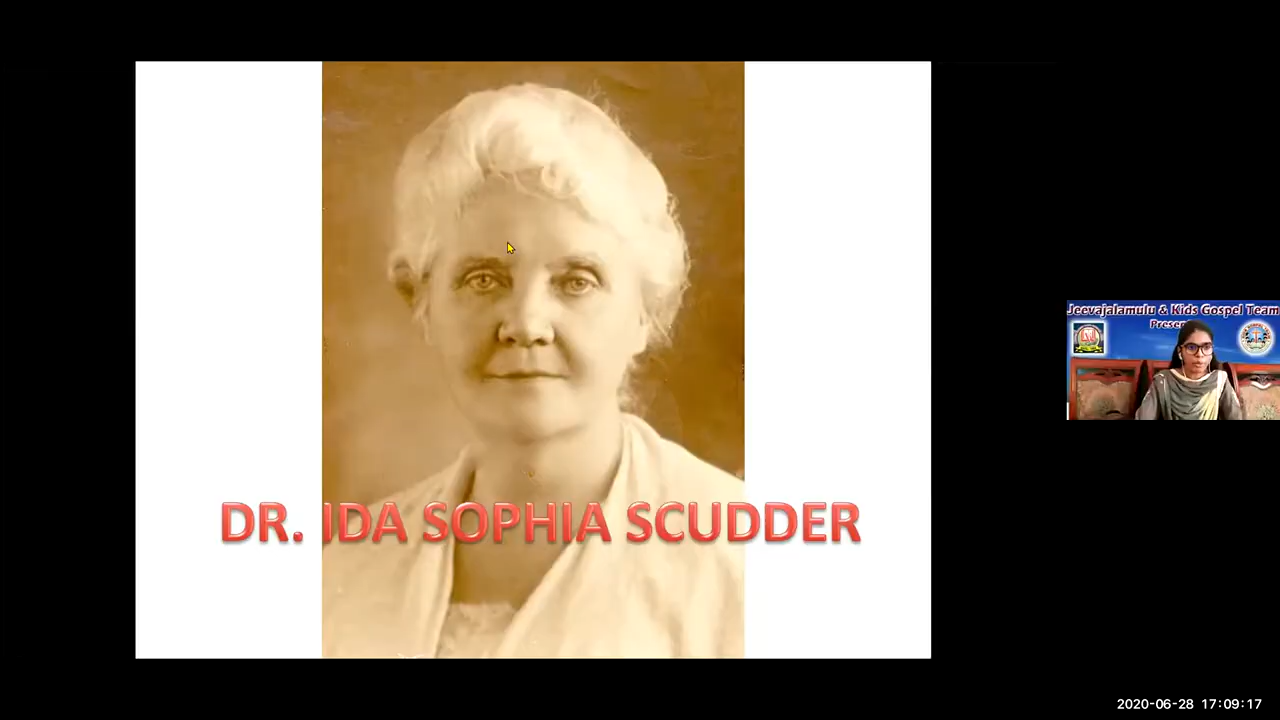 DR. IDA SOPHIA SCUDDER
Jeevajalamulu & Kids Gospel Team
2020-06-28 17:09:17